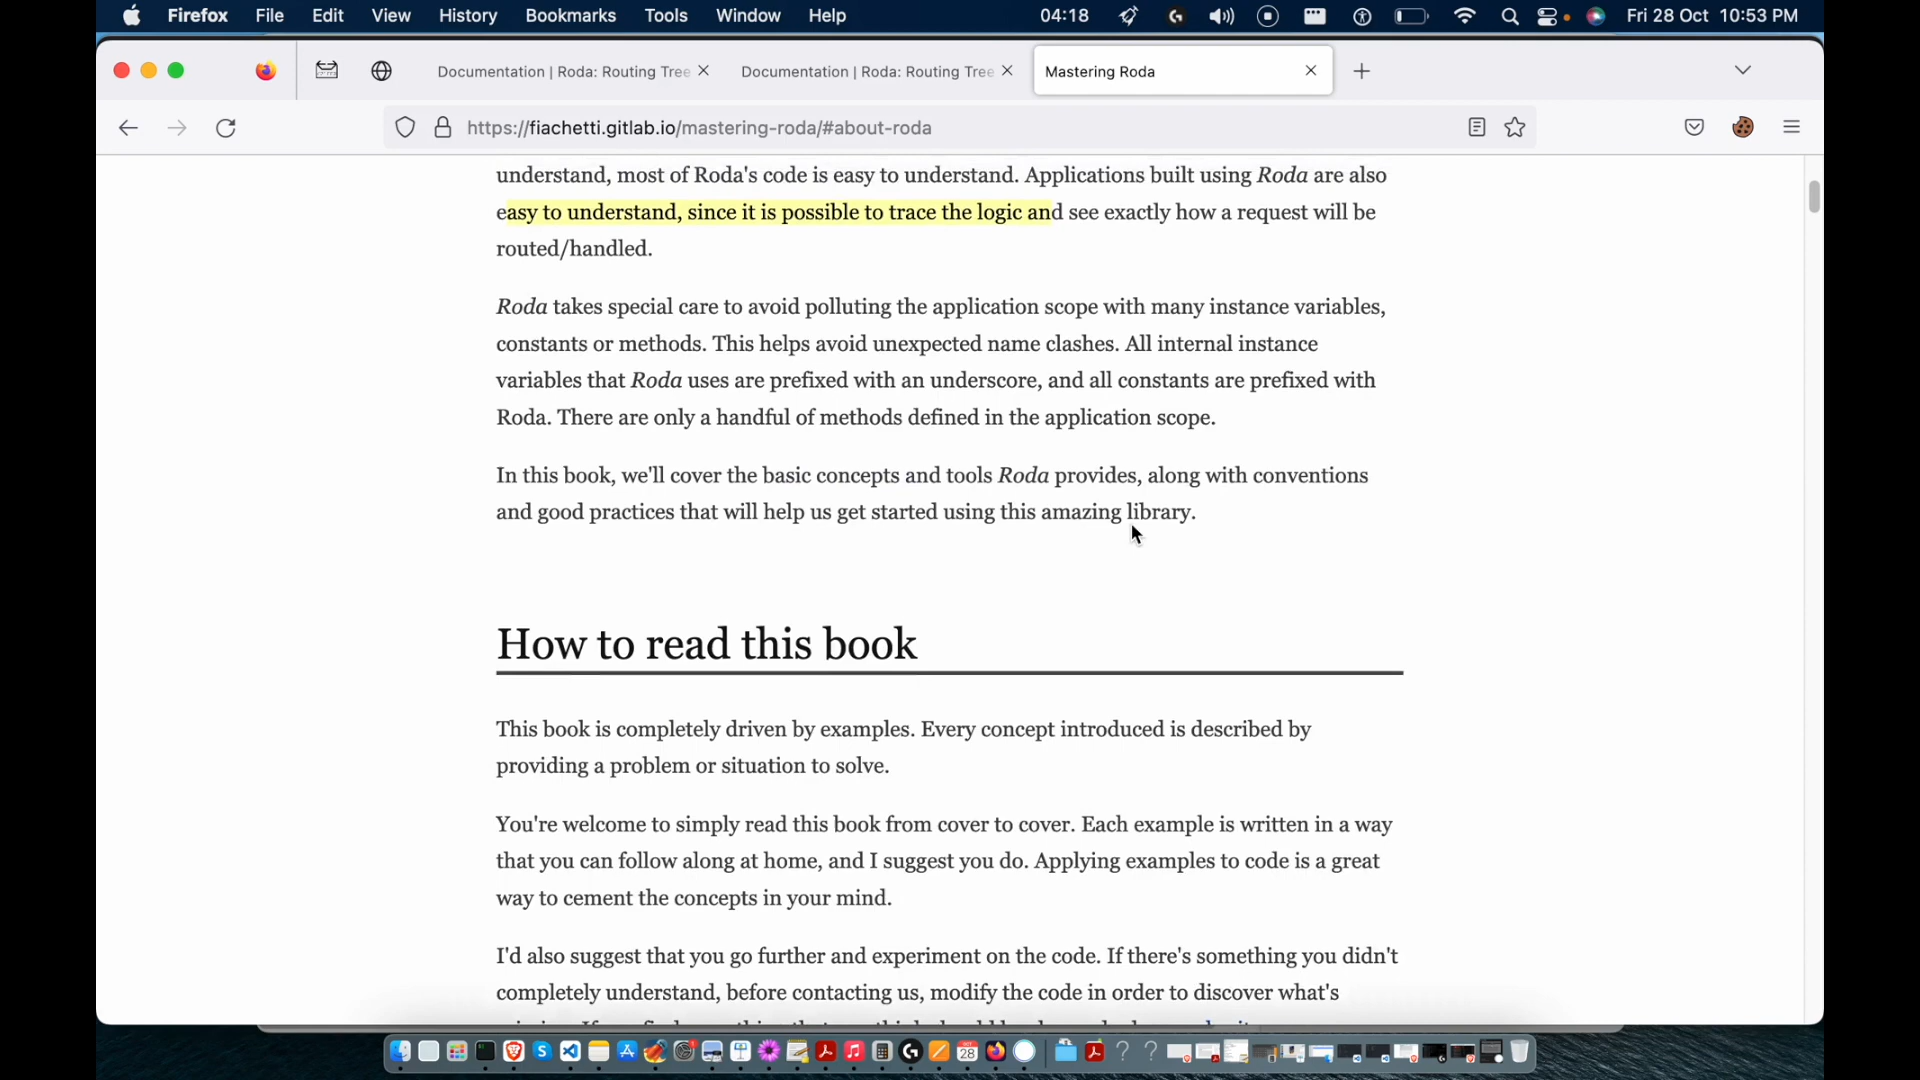 Firefox File Edit View History Bookmarks Tools Window Help 04:18 Fri 28 Oct 10:53 PM
Documentation | Roda: Routing Tree Documentation | Roda: Routing Tree Mastering Roda
https://fiachetti.gitlab.io/mastering-roda/#about-roda
understand, most of Roda's code is easy to understand. Applications built using Roda are also
easy to understand, since it is possible to trace the logic and see exactly how a request will be
routed/handled.
Roda takes special care to avoid polluting the application scope with many instance variables,
constants or methods. This helps avoid unexpected name clashes. All internal instance
variables that Roda uses are prefixed with an underscore, and all constants are prefixed with
Roda. There are only a handful of methods defined in the application scope.
In this book, we'll cover the basic concepts and tools Roda provides, along with conventions
and good practices that will help us get started using this amazing library.
How to read this book
This book is completely driven by examples. Every concept introduced is described by
providing a problem or situation to solve.
You're welcome to simply read this book from cover to cover. Each example is written in a way
that you can follow along at home, and I suggest you do. Applying examples to code is a great
way to cement the concepts in your mind.
I'd also suggest that you go further and experiment on the code. If there's something you didn't
completely understand, before contacting us, modify the code in order to discover what's